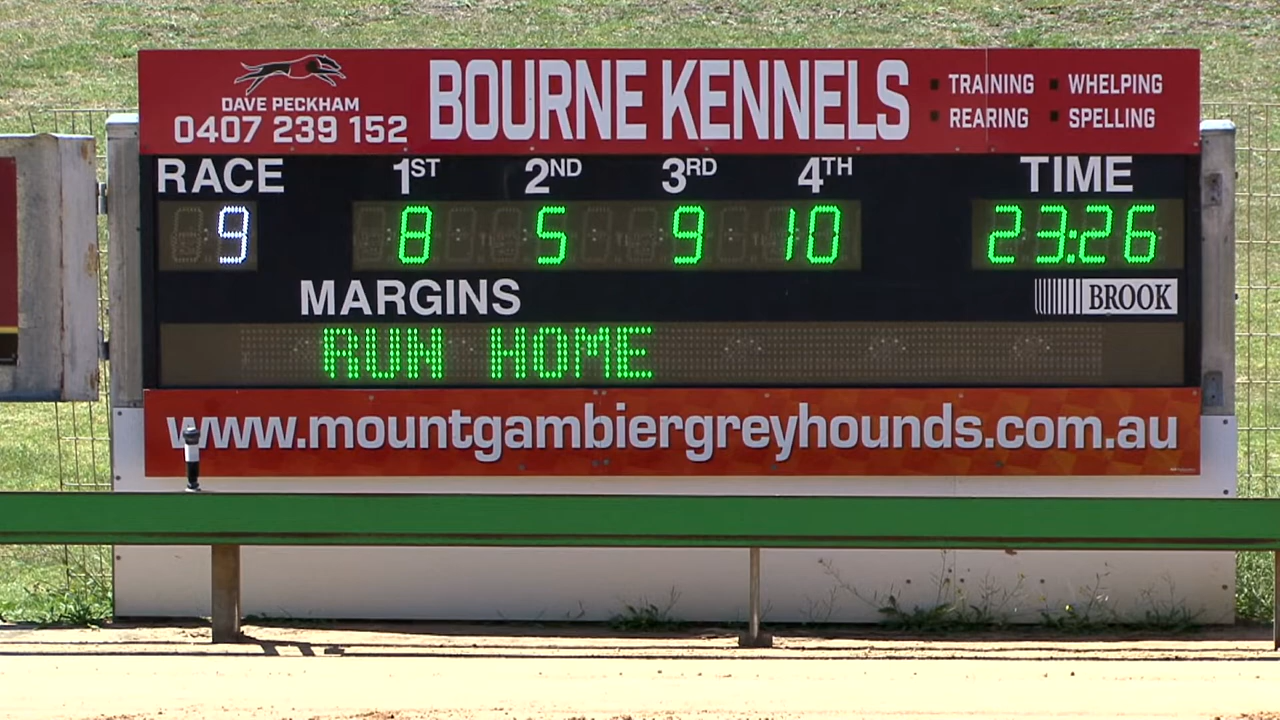 BOURNE KENNELS
DAVE PECKHAM
0407 239 152
TRAINING WHELPING
REARING SPELLING
RACE 1ST 2ND 3RD 4TH TIME
9 8 5 9 10 23:26
MARGINS
BROOK
RUN HOME
www.mountgambiergreyhounds.com.au